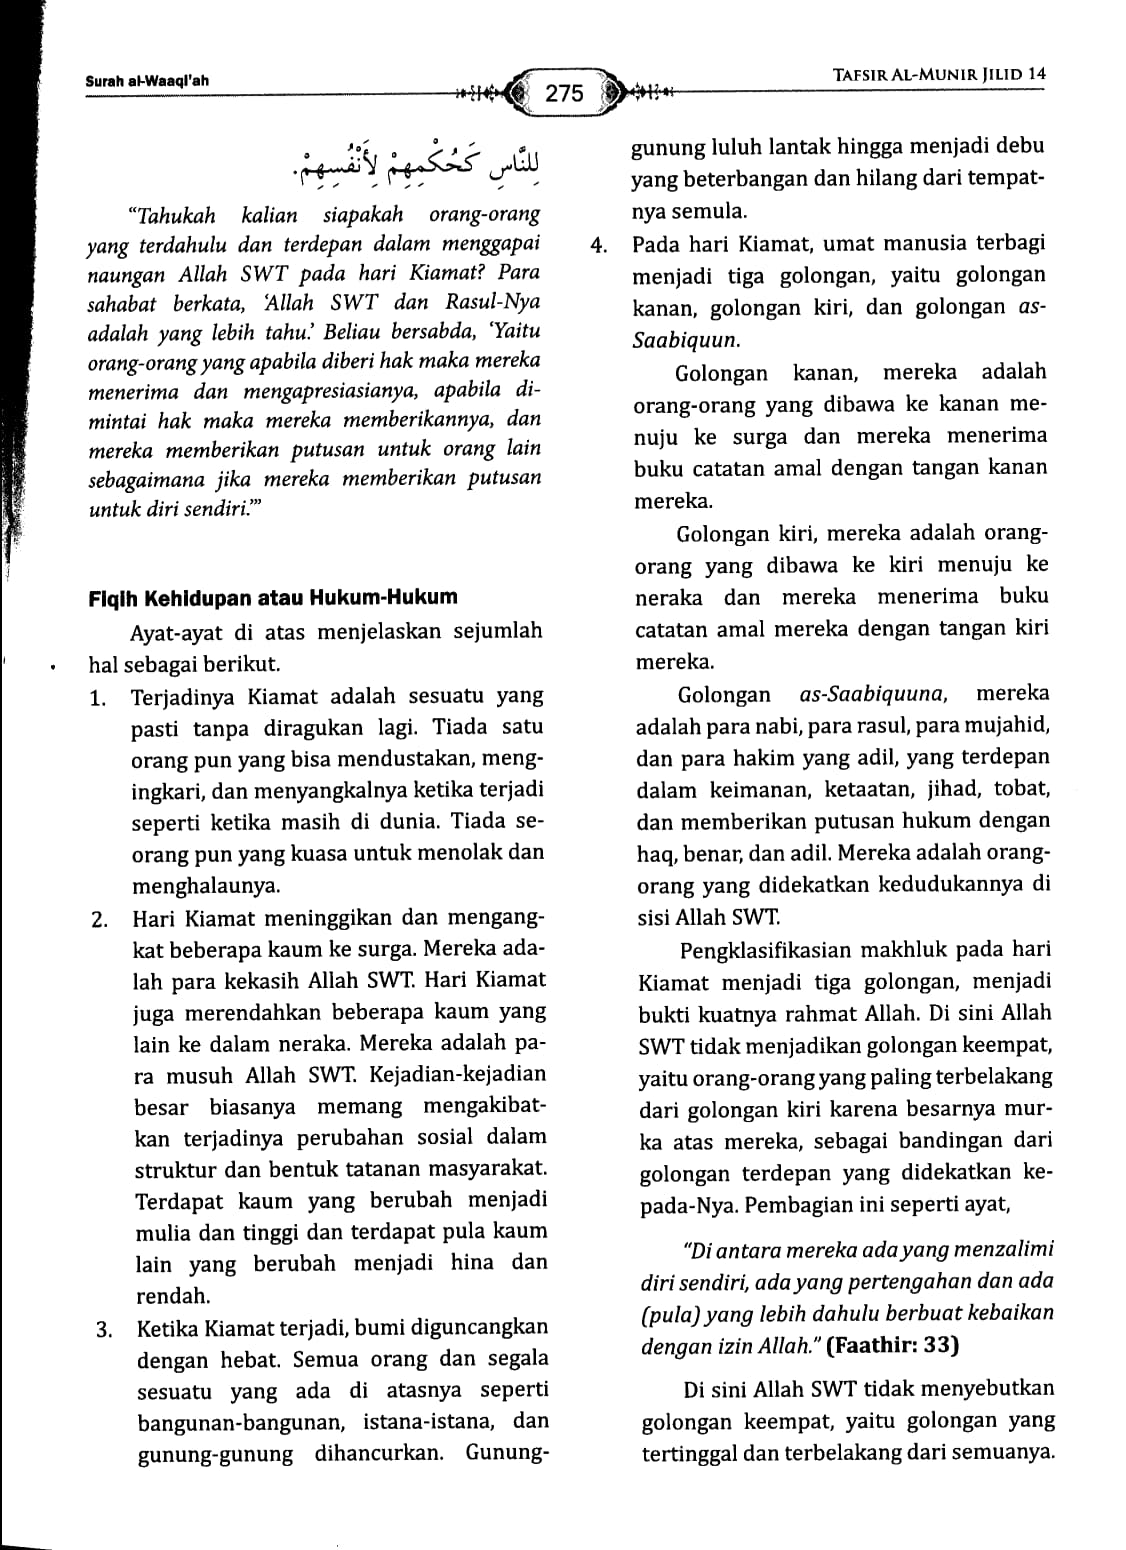 Surah al-Waaqi'ah
275
TAFSIR AL-MUNIR JILID 14
لِلنَّاسِ كَحُكْمِهِمْ لِأَنْفُسِهِمْ.
“Tahukah kalian siapakah orang-orang
yang terdahulu dan terdepan dalam menggapai
naungan Allah SWT pada hari Kiamat? Para
sahabat berkata, ‘Allah SWT dan Rasul-Nya
adalah yang lebih tahu.’ Beliau bersabda, ‘Yaitu
orang-orang yang apabila diberi hak maka mereka
menerima dan mengapresiasianya, apabila di-
mintai hak maka mereka memberikannya, dan
mereka memberikan putusan untuk orang lain
sebagaimana jika mereka memberikan putusan
untuk diri sendiri.’”
Fiqih Kehidupan atau Hukum-Hukum
Ayat-ayat di atas menjelaskan sejumlah
hal sebagai berikut.
1. Terjadinya Kiamat adalah sesuatu yang
pasti tanpa diragukan lagi. Tiada satu
orang pun yang bisa mendustakan, meng-
ingkari, dan menyangkalnya ketika terjadi
seperti ketika masih di dunia. Tiada se-
orang pun yang kuasa untuk menolak dan
menghalaunya.
2. Hari Kiamat meninggikan dan mengang-
kat beberapa kaum ke surga. Mereka ada-
lah para kekasih Allah SWT. Hari Kiamat
juga merendahkan beberapa kaum yang
lain ke dalam neraka. Mereka adalah pa-
ra musuh Allah SWT. Kejadian-kejadian
besar biasanya memang mengakibat-
kan terjadinya perubahan sosial dalam
struktur dan bentuk tatanan masyarakat.
Terdapat kaum yang berubah menjadi
mulia dan tinggi dan terdapat pula kaum
lain yang berubah menjadi hina dan
rendah.
3. Ketika Kiamat terjadi, bumi diguncangkan
dengan hebat. Semua orang dan segala
sesuatu yang ada di atasnya seperti
bangunan-bangunan, istana-istana, dan
gunung-gunung dihancurkan. Gunung-
gunung luluh lantak hingga menjadi debu
yang beterbangan dan hilang dari tempat-
nya semula.
4. Pada hari Kiamat, umat manusia terbagi
menjadi tiga golongan, yaitu golongan
kanan, golongan kiri, dan golongan as-
Saabiquun.
Golongan kanan, mereka adalah
orang-orang yang dibawa ke kanan me-
nuju ke surga dan mereka menerima
buku catatan amal dengan tangan kanan
mereka.
Golongan kiri, mereka adalah orang-
orang yang dibawa ke kiri menuju ke
neraka dan mereka menerima buku
catatan amal mereka dengan tangan kiri
mereka.
Golongan as-Saabiquuna, mereka
adalah para nabi, para rasul, para mujahid,
dan para hakim yang adil, yang terdepan
dalam keimanan, ketaatan, jihad, tobat,
dan memberikan putusan hukum dengan
haq, benar, dan adil. Mereka adalah orang-
orang yang didekatkan kedudukannya di
sisi Allah SWT.
Pengklasifikasian makhluk pada hari
Kiamat menjadi tiga golongan, menjadi
bukti kuatnya rahmat Allah. Di sini Allah
SWT tidak menjadikan golongan keempat,
yaitu orang-orang yang paling terbelakang
dari golongan kiri karena besarnya mur-
ka atas mereka, sebagai bandingan dari
golongan terdepan yang didekatkan ke-
pada-Nya. Pembagian ini seperti ayat,
“Di antara mereka ada yang menzalimi
diri sendiri, ada yang pertengahan dan ada
(pula) yang lebih dahulu berbuat kebaikan
dengan izin Allah.” (Faathir: 33)
Di sini Allah SWT tidak menyebutkan
golongan keempat, yaitu golongan yang
tertinggal dan terbelakang dari semuanya.